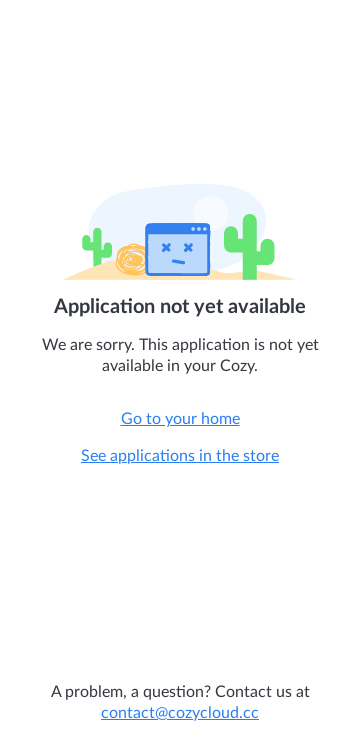 Application not yet available
We are sorry. This application is not yet
available in your Cozy.
Go to your home
See applications in the store
A problem, a question? Contact us at
contact@cozycloud.cc